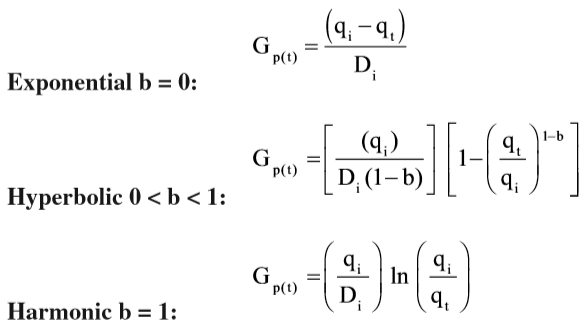 Exponential b = 0: G_p(t) = (q_i − q_t) / D_i
Hyperbolic 0 < b < 1: G_p(t) = [ (q_i) / D_i (1−b) ] [ 1 − ( q_t / q_i )^1−b ]
Harmonic b = 1: G_p(t) = ( q_i / D_i ) ln ( q_i / q_t )